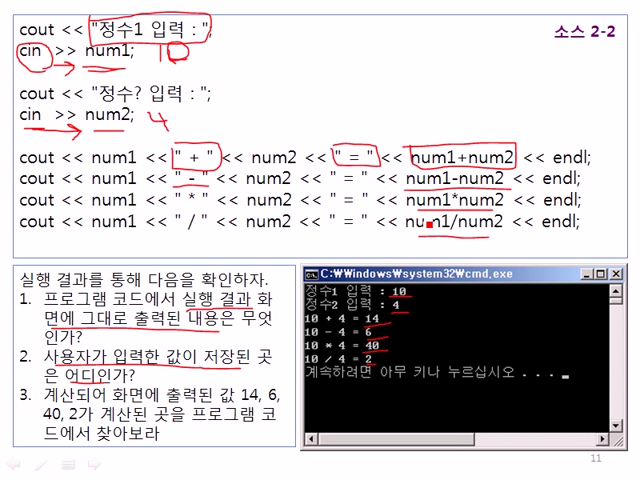 cout << "정수1 입력 : ";
소스 2-2
cin >> num1; 10
cout << "정수? 입력 : ";
cin >> num2; 4
cout << num1 << " + " << num2 << " = " << num1+num2 << endl;
cout << num1 << " - " << num2 << " = " << num1-num2 << endl;
cout << num1 << " * " << num2 << " = " << num1*num2 << endl;
cout << num1 << " / " << num2 << " = " << num1/num2 << endl;
실행 결과를 통해 다음을 확인하자.
1. 프로그램 코드에서 실행 결과 화
면에 그대로 출력된 내용은 무엇
인가?
2. 사용자가 입력한 값이 저장된 곳
은 어디인가?
3. 계산되어 화면에 출력된 값 14, 6,
40, 2가 계산된 곳을 프로그램 코
드에서 찾아보라
C:\Windows\system32\cmd.exe
정수1 입력 : 10
정수2 입력 : 4
10 + 4 = 14
10 - 4 = 6
10 * 4 = 40
10 / 4 = 2
계속하려면 아무 키나 누르십시오 . . . _
11